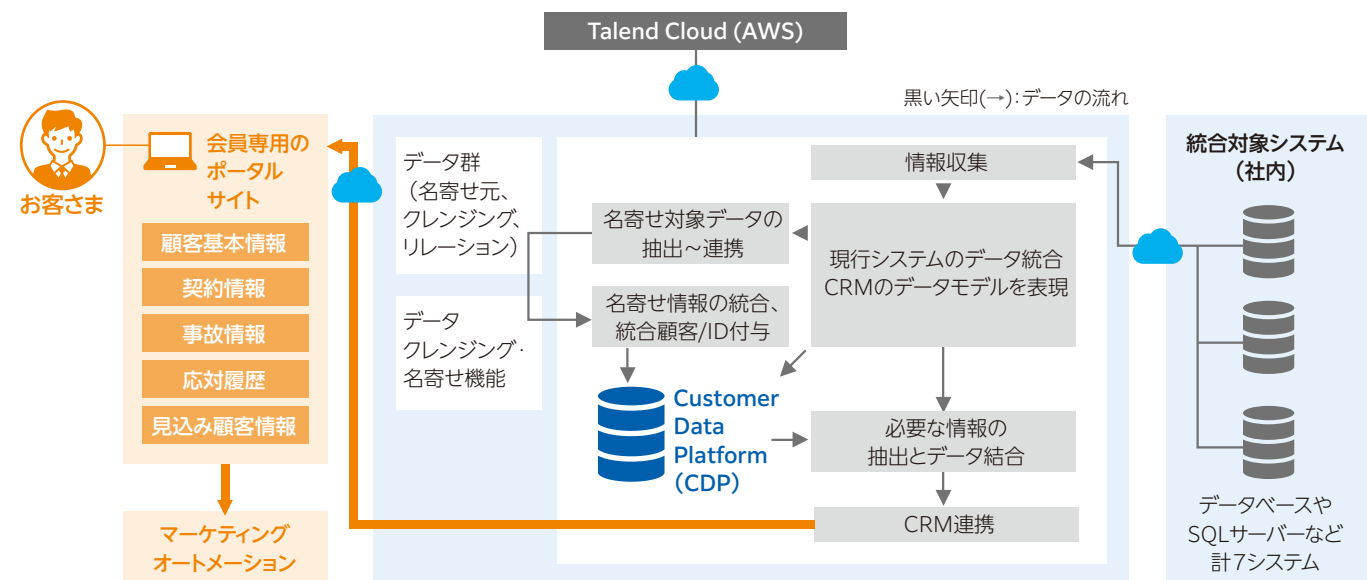 Talend Cloud (AWS)
黒い矢印(→):データの流れ
お客さま
会員専用の
ポータル
サイト
顧客基本情報
契約情報
事故情報
応対履歴
見込み顧客情報
マーケティング
オートメーション
データ群
(名寄せ元、
クレンジング、
リレーション)
データ
クレンジング・
名寄せ機能
情報収集
名寄せ対象データの
抽出～連携
現行システムのデータ統合
CRMのデータモデルを表現
名寄せ情報の統合、
統合顧客/ID付与
Customer
Data
Platform
(CDP)
必要な情報の
抽出とデータ結合
CRM連携
統合対象システム
(社内)
データベースや
SQLサーバーなど
計7システム